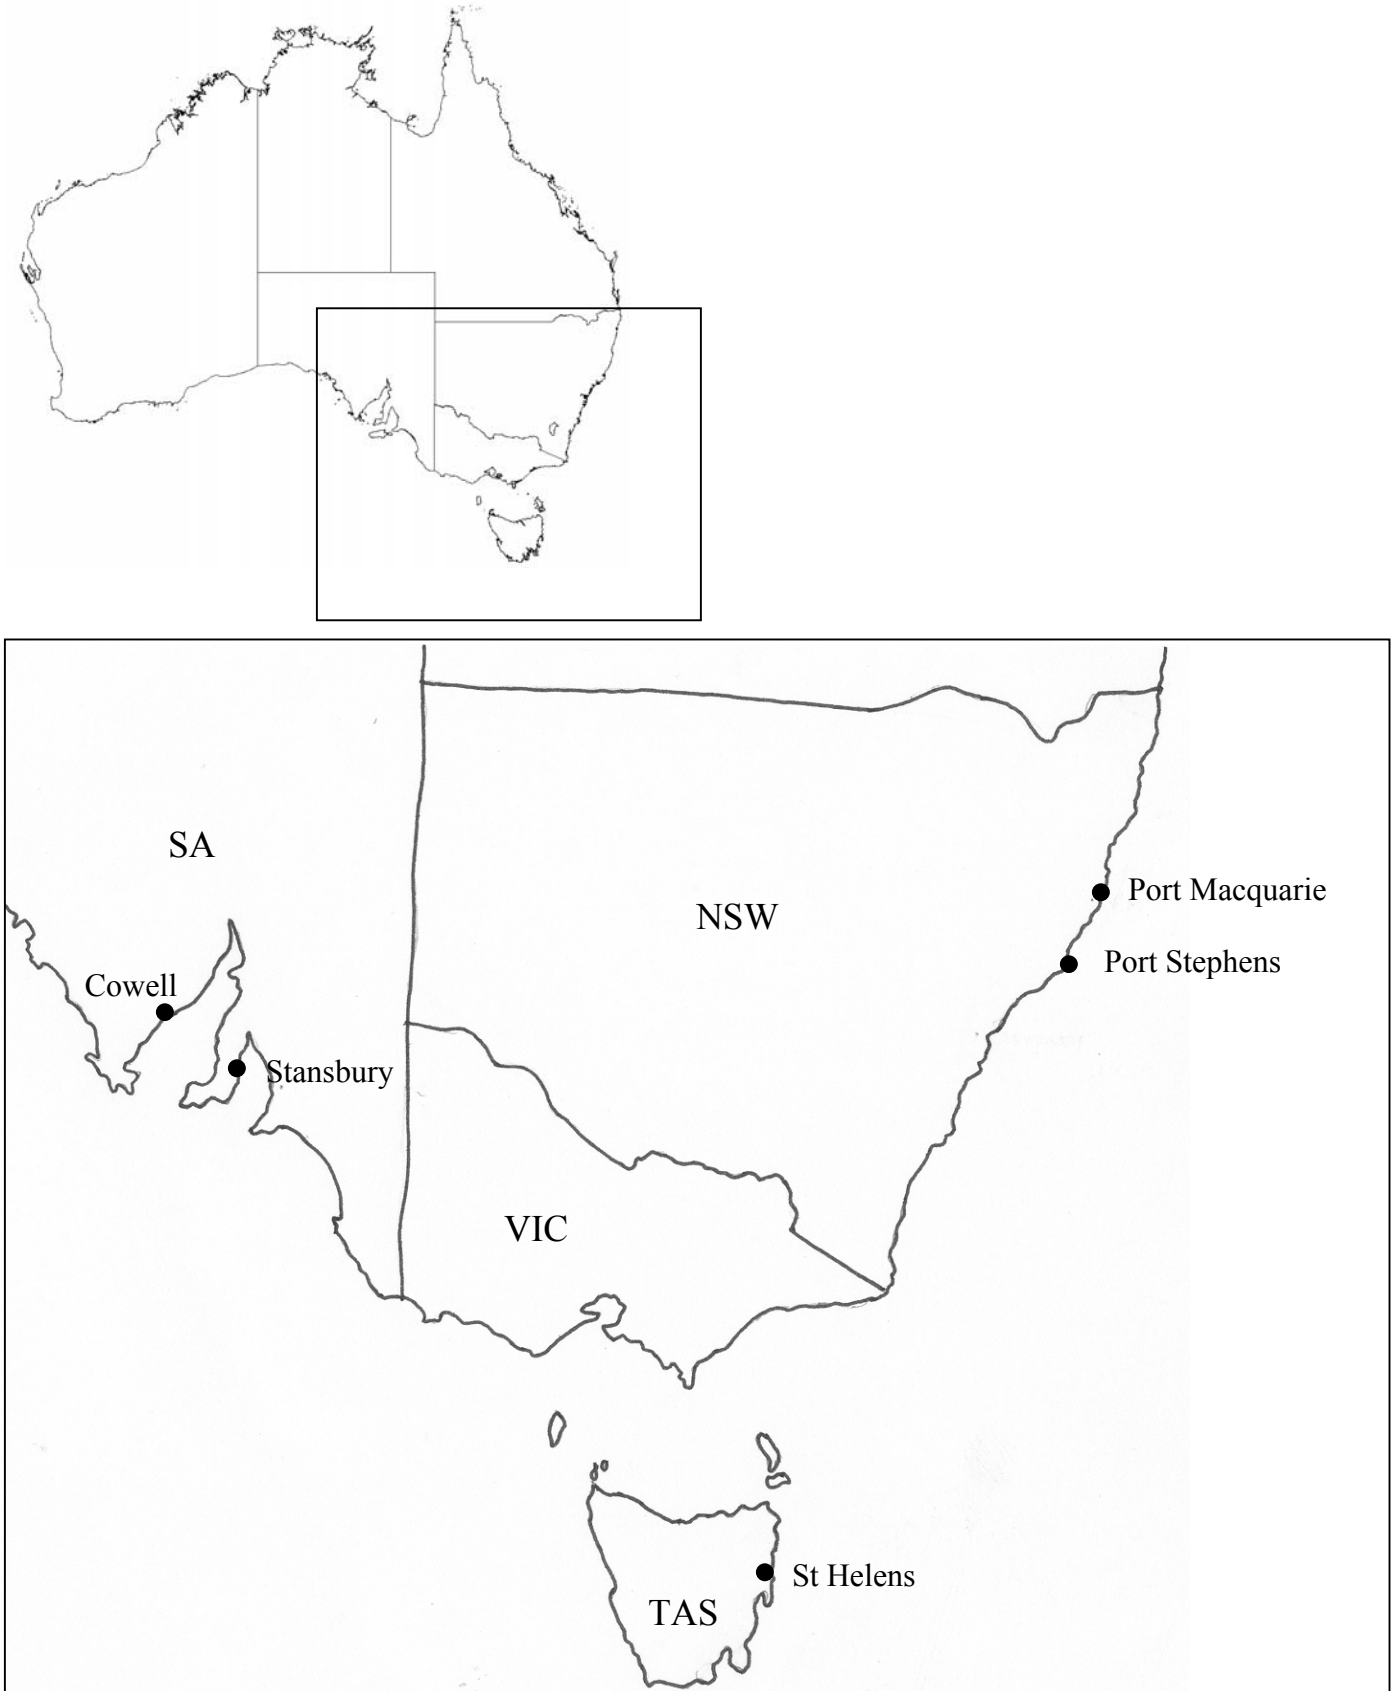 SA
Port Macquarie
NSW
Port Stephens
Cowell
Stansbury
VIC
St Helens
TAS